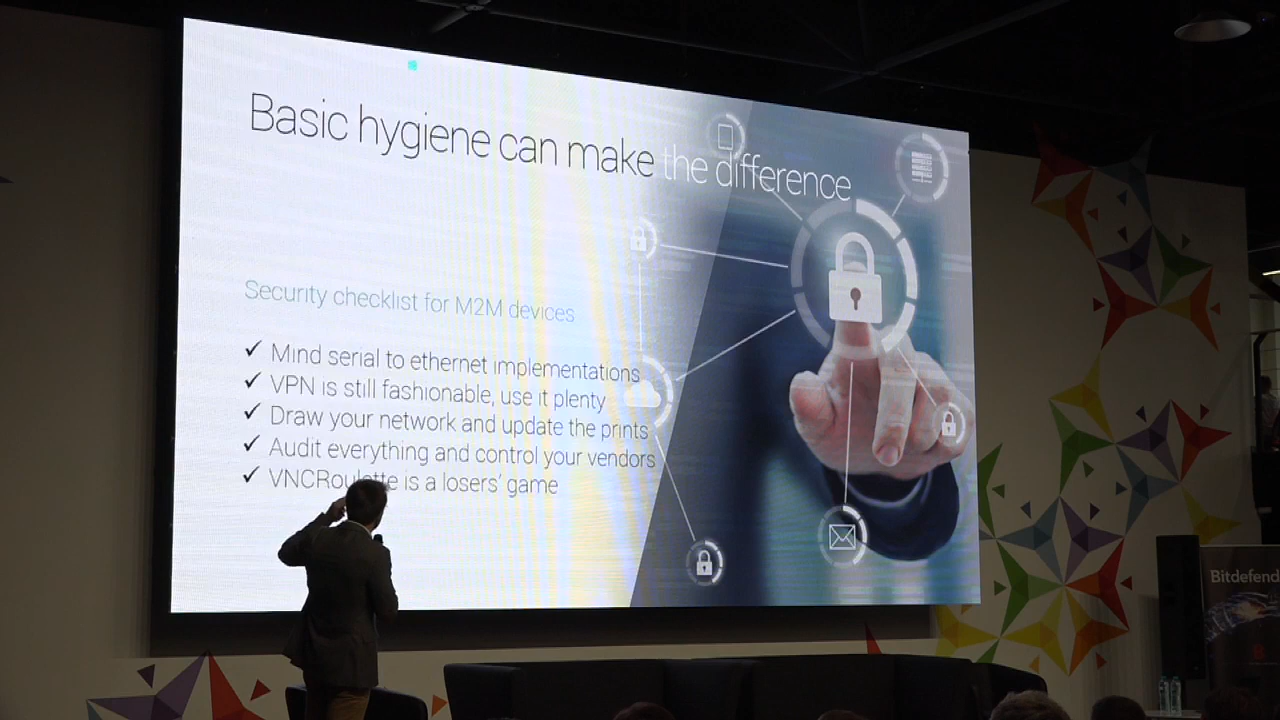 Basic hygiene can make the difference
Security checklist for M2M devices
✓ Mind serial to ethernet implementations
✓ VPN is still fashionable, use it plenty
✓ Draw your network and update the prints
✓ Audit everything and control your vendors
✓ VNCRoulette is a losers' game
Bitdefend